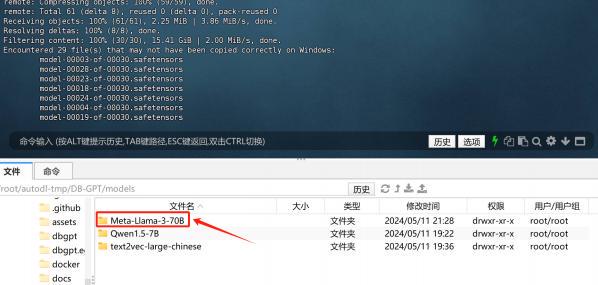 remote: Compressing objects: 100% (59/59), done.
remote: Total 61 (delta 8), reused 0 (delta 0), pack-reused 0
Receiving objects: 100% (61/61), 2.25 MiB | 3.86 MiB/s, done.
Resolving deltas: 100% (8/8), done.
Filtering content: 100% (30/30), 15.41 GiB | 2.00 MiB/s, done.
Encountered 29 file(s) that may not have been copied correctly on Windows:
model-00003-of-00030.safetensors
model-00028-of-00030.safetensors
model-00023-of-00030.safetensors
model-00018-of-00030.safetensors
model-00024-of-00030.safetensors
model-00004-of-00030.safetensors
model-00019-of-00030.safetensors
命令输入 (按ALT键提示历史,TAB键路径,ESC键返回,双击CTRL切换) 历史 选项
文件 命令
/root/autodl-tmp/DB-GPT/models 历史
文件名 大小 类型 修改时间 权限 用户/用户组
.github
assets
dbgpt
dbgpt.e
docker
docs
Meta-Llama-3-70B 文件夹 2024/05/11 21:28 drwxr-xr-x root/root
Qwen1.5-7B 文件夹 2024/05/11 19:22 drwxr-xr-x root/root
text2vec-large-chinese 文件夹 2024/05/11 19:36 drwxr-xr-x root/root